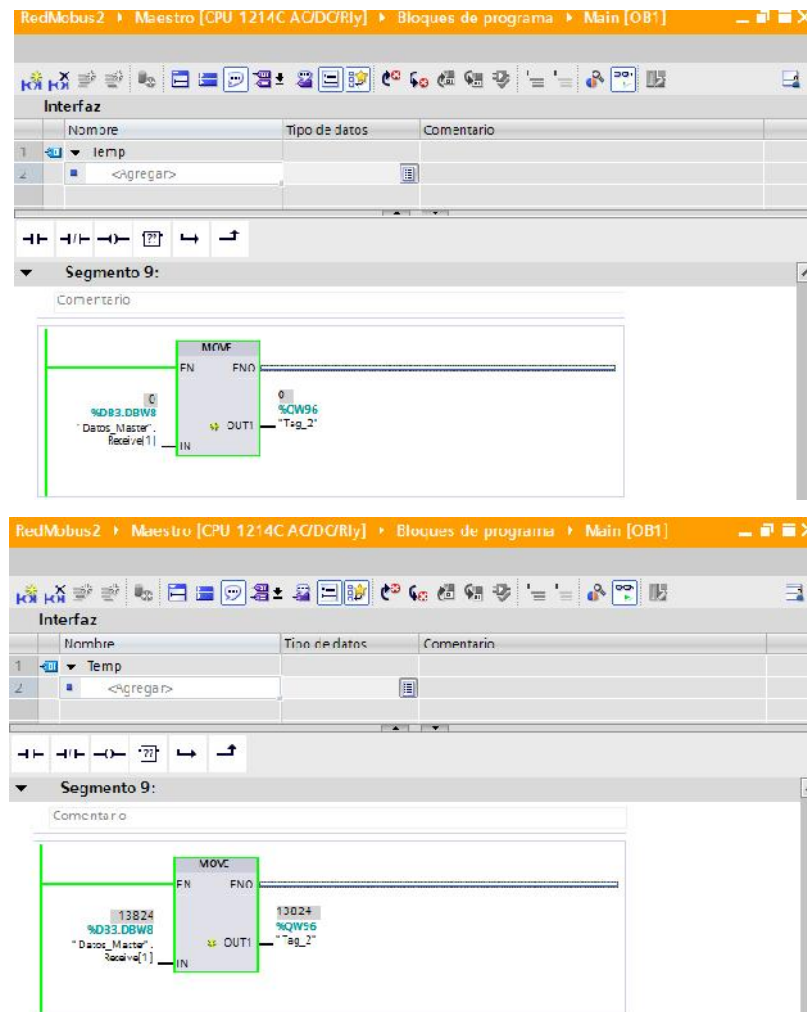 RedMobus2 ▸ Maestro [CPU 1214C AC/DC/Rly] ▸ Bloques de programa ▸ Main [OB1]
Interfaz
Nombre Tipo de datos Comentario
1 Temp
2 <Agregar>
Segmento 9:
Comentario
MOVE
EN ENO
0 0
%DB3.DBW8 %QW96
"Datos_Master". OUT1 "Tag_2"
Receive[1] IN
RedMobus2 ▸ Maestro [CPU 1214C AC/DC/Rly] ▸ Bloques de programa ▸ Main [OB1]
Interfaz
Nombre Tipo de datos Comentario
1 Temp
2 <Agregar>
Segmento 9:
Comentario
MOVE
EN ENO
13824 13824
%DB3.DBW8 %QW96
"Datos_Master". OUT1 "Tag_2"
Receive[1] IN